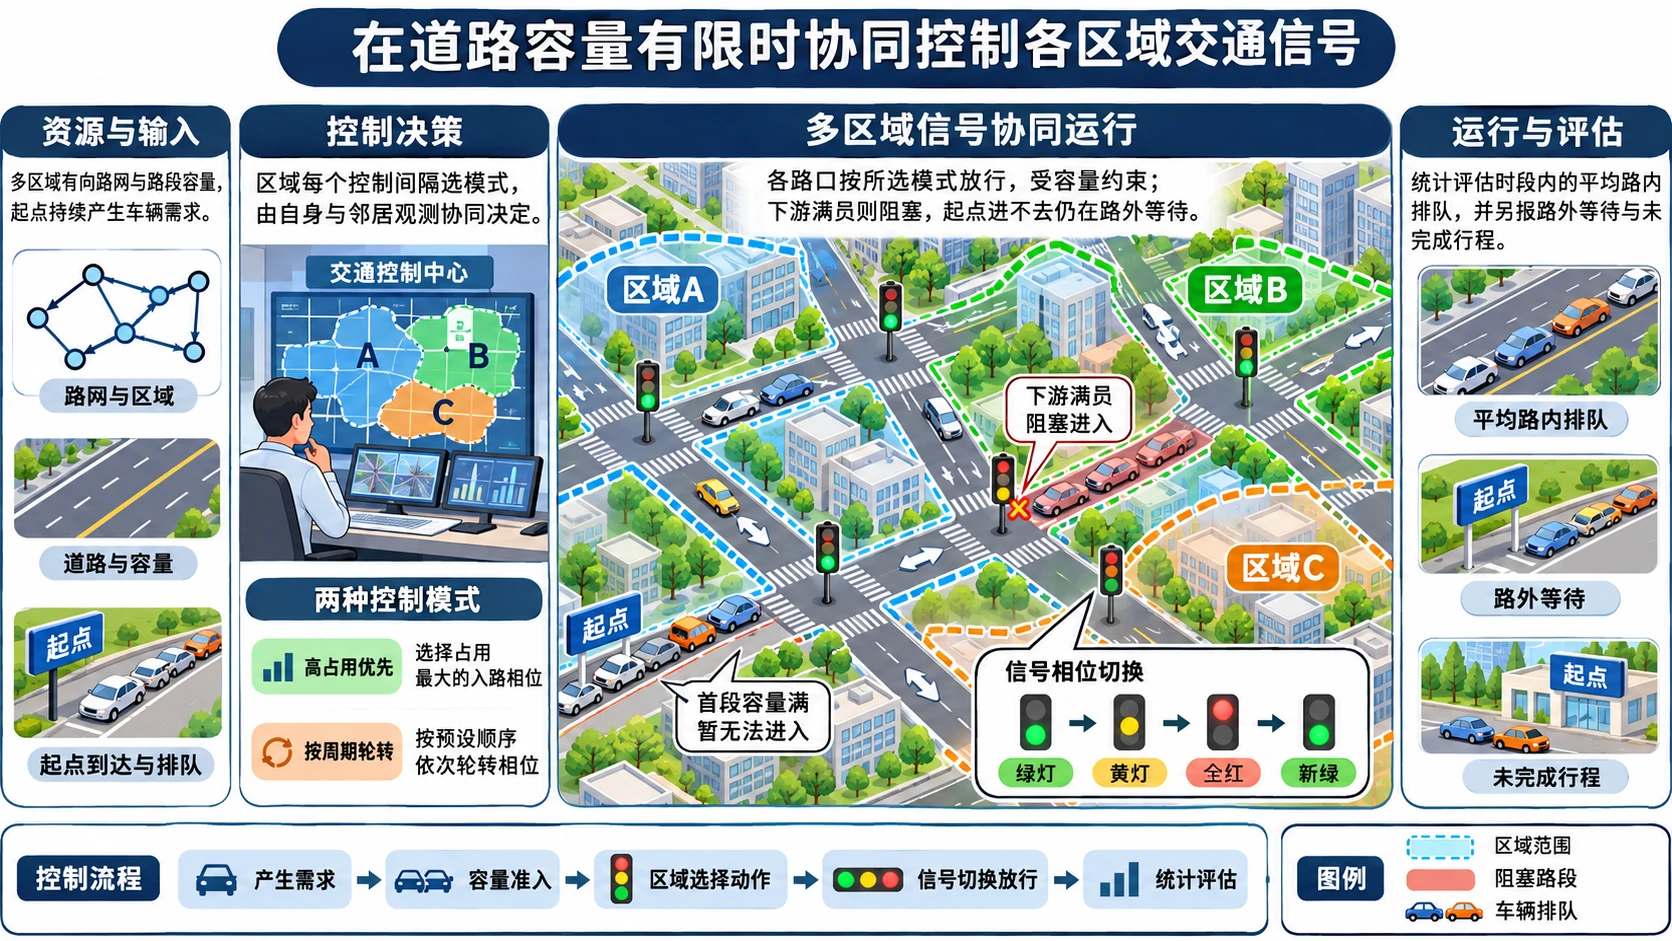 在道路容量有限时协同控制各区域交通信号
资源与输入
多区域有向路网与路段容量，
起点持续产生车辆需求。
路网与区域
道路与容量
起点
起点到达与排队
控制决策
区域每个控制间隔选模式，
由自身与邻居观测协同决定。
交通控制中心
A
B
C
两种控制模式
高占用优先
选择占用
最大的入路相位
按周期轮转
按预设顺序
依次轮转相位
多区域信号协同运行
各路口按所选模式放行，受容量约束；
下游满员则阻塞，起点进不去仍在路外等待。
区域A
区域B
下游满员
阻塞进入
区域C
起点
首段容量满
暂无法进入
信号相位切换
绿灯
黄灯
全红
新绿
运行与评估
统计评估时段内的平均路内
排队，并另报路外等待与未
完成行程。
平均路内排队
起点
路外等待
起点
未完成行程
控制流程
产生需求
容量准入
区域选择动作
信号切换放行
统计评估
图例
区域范围
阻塞路段
车辆排队